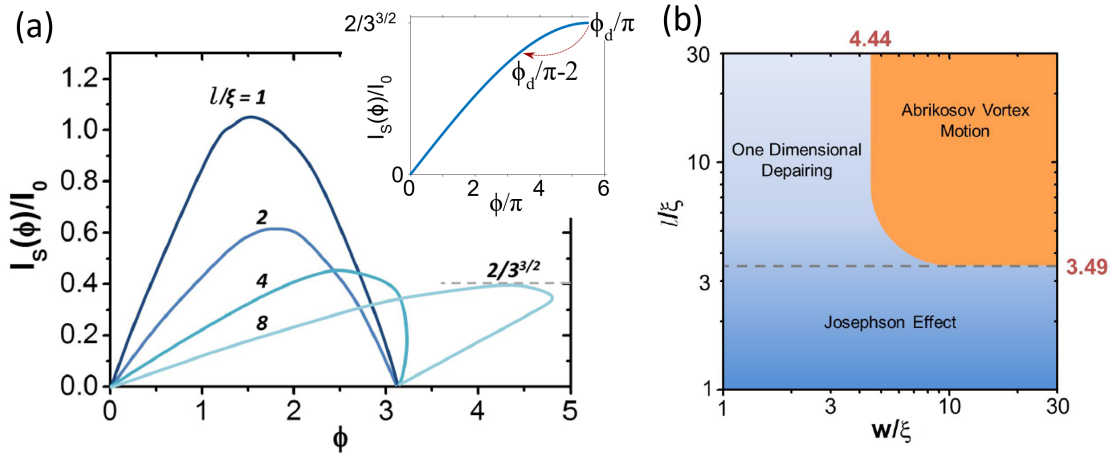 (a)
I_S(ϕ)/I_0
1.2
1.0
0.8
0.6
0.4
0.2
0.0
0
1
2
3
4
5
ϕ
l/ξ = 1
2
4
8
2/3^{3/2}
2/3^{3/2}
I_S(ϕ)/I_0
0
0
2
4
6
ϕ/π
ϕ_d/π
ϕ_d/π-2
(b)
4.44
30
10
3
1
l/ξ
One Dimensional
Depairing
Abrikosov Vortex
Motion
3.49
Josephson Effect
1
3
10
30
w/ξ